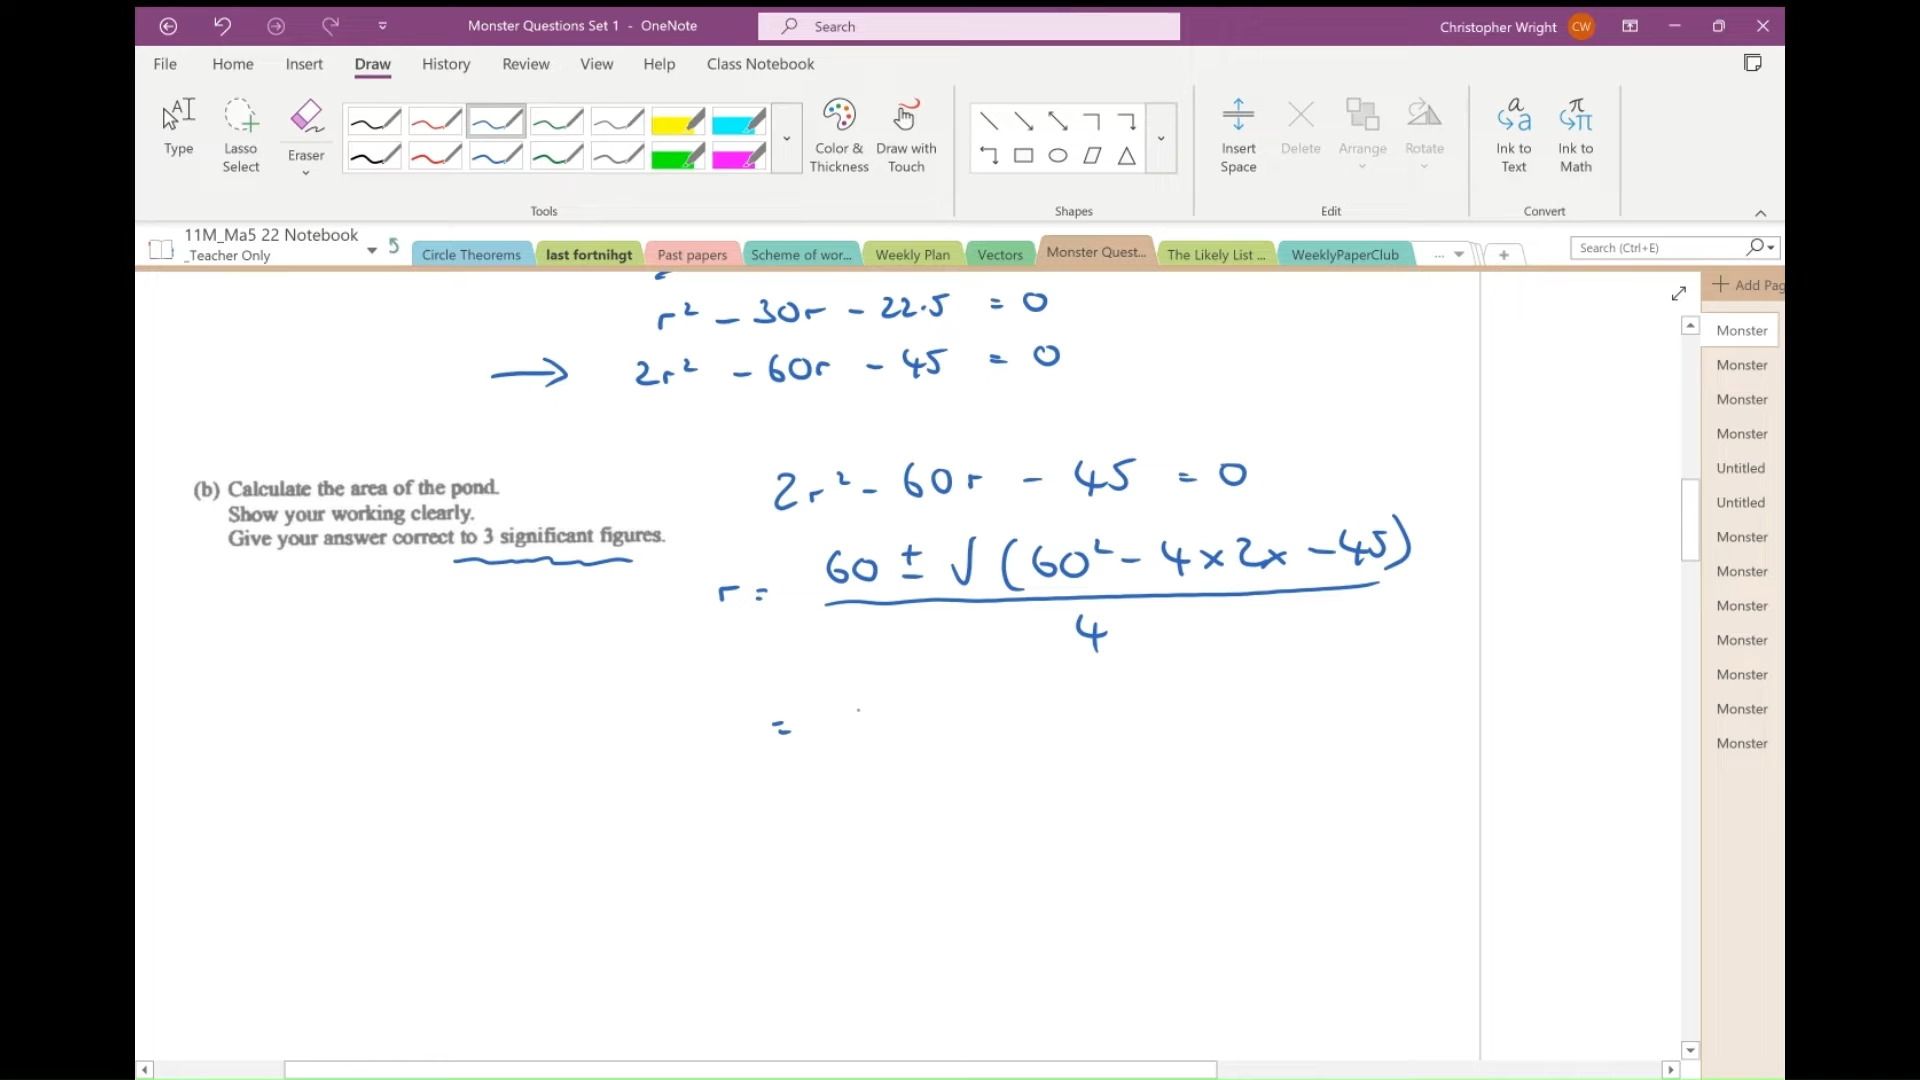 Monster Questions Set 1 - OneNote
Search
Christopher Wright CW
File Home Insert Draw History Review View Help Class Notebook
Type
Lasso Select
Eraser
Color & Thickness
Draw with Touch
Insert Space
Delete
Arrange
Rotate
Ink to Text
Ink to Math
Tools Shapes Edit Convert
11M_Ma5 22 Notebook
_Teacher Only
Circle Theorems last fortnihgt Past papers Scheme of wor... Weekly Plan Vectors Monster Quest... The Likely List ... WeeklyPaperClub ... +
Search (Ctrl+E)
+ Add Pag
Monster
Monster
Monster
Monster
Untitled
Untitled
Monster
Monster
Monster
Monster
Monster
Monster
Monster
r² - 30r - 22.5 = 0
→ 2r² - 60r - 45 = 0
(b) Calculate the area of the pond.
Show your working clearly.
Give your answer correct to 3 significant figures.
2r² - 60r - 45 = 0
60 ± √(60² - 4×2× -45)
r =
4
=